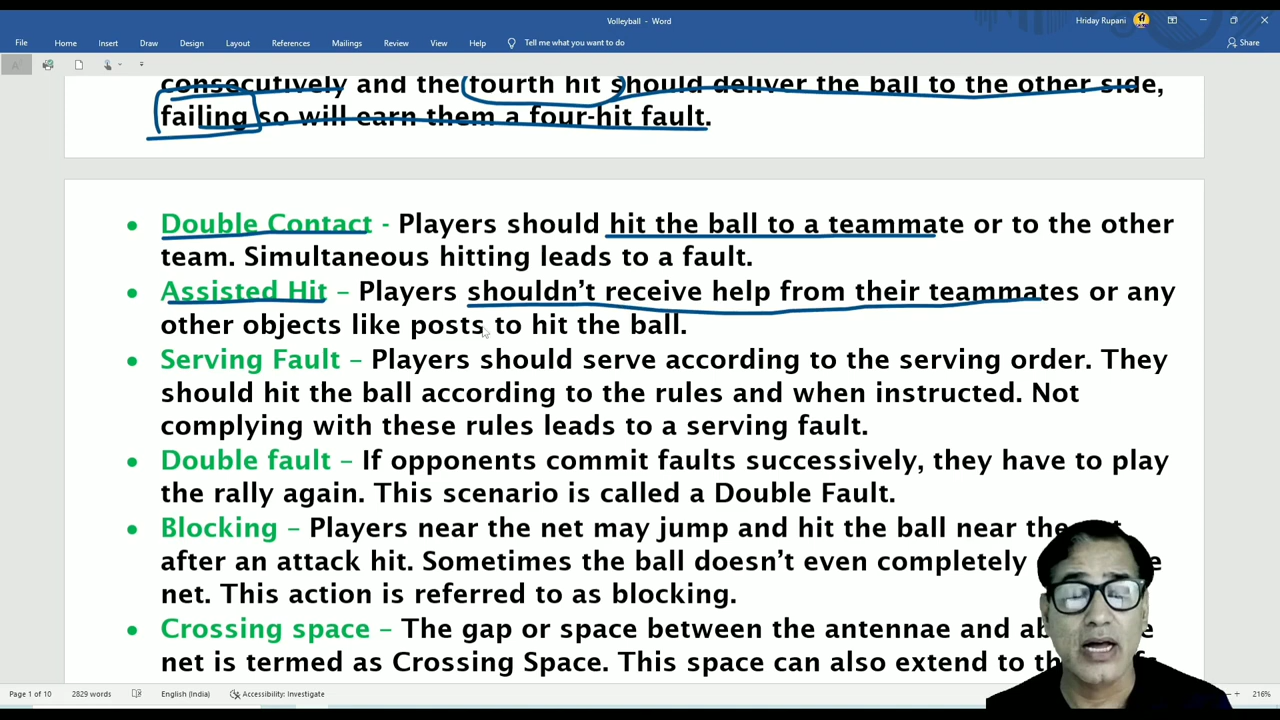 Volleyball - Word
Hriday Rupani
File Home Insert Draw Design Layout References Mailings Review View Help Tell me what you want to do Share
consecutively and the fourth hit should deliver the ball to the other side,
failing so will earn them a four-hit fault.
• Double Contact - Players should hit the ball to a teammate or to the other
team. Simultaneous hitting leads to a fault.
• Assisted Hit – Players shouldn't receive help from their teammates or any
other objects like posts to hit the ball.
• Serving Fault – Players should serve according to the serving order. They
should hit the ball according to the rules and when instructed. Not
complying with these rules leads to a serving fault.
• Double fault – If opponents commit faults successively, they have to play
the rally again. This scenario is called a Double Fault.
• Blocking – Players near the net may jump and hit the ball near the
after an attack hit. Sometimes the ball doesn't even completely
net. This action is referred to as blocking.
• Crossing space – The gap or space between the antennae and
net is termed as Crossing Space. This space can also extend to
Page 1 of 10 2829 words English (India) Accessibility: Investigate 216%